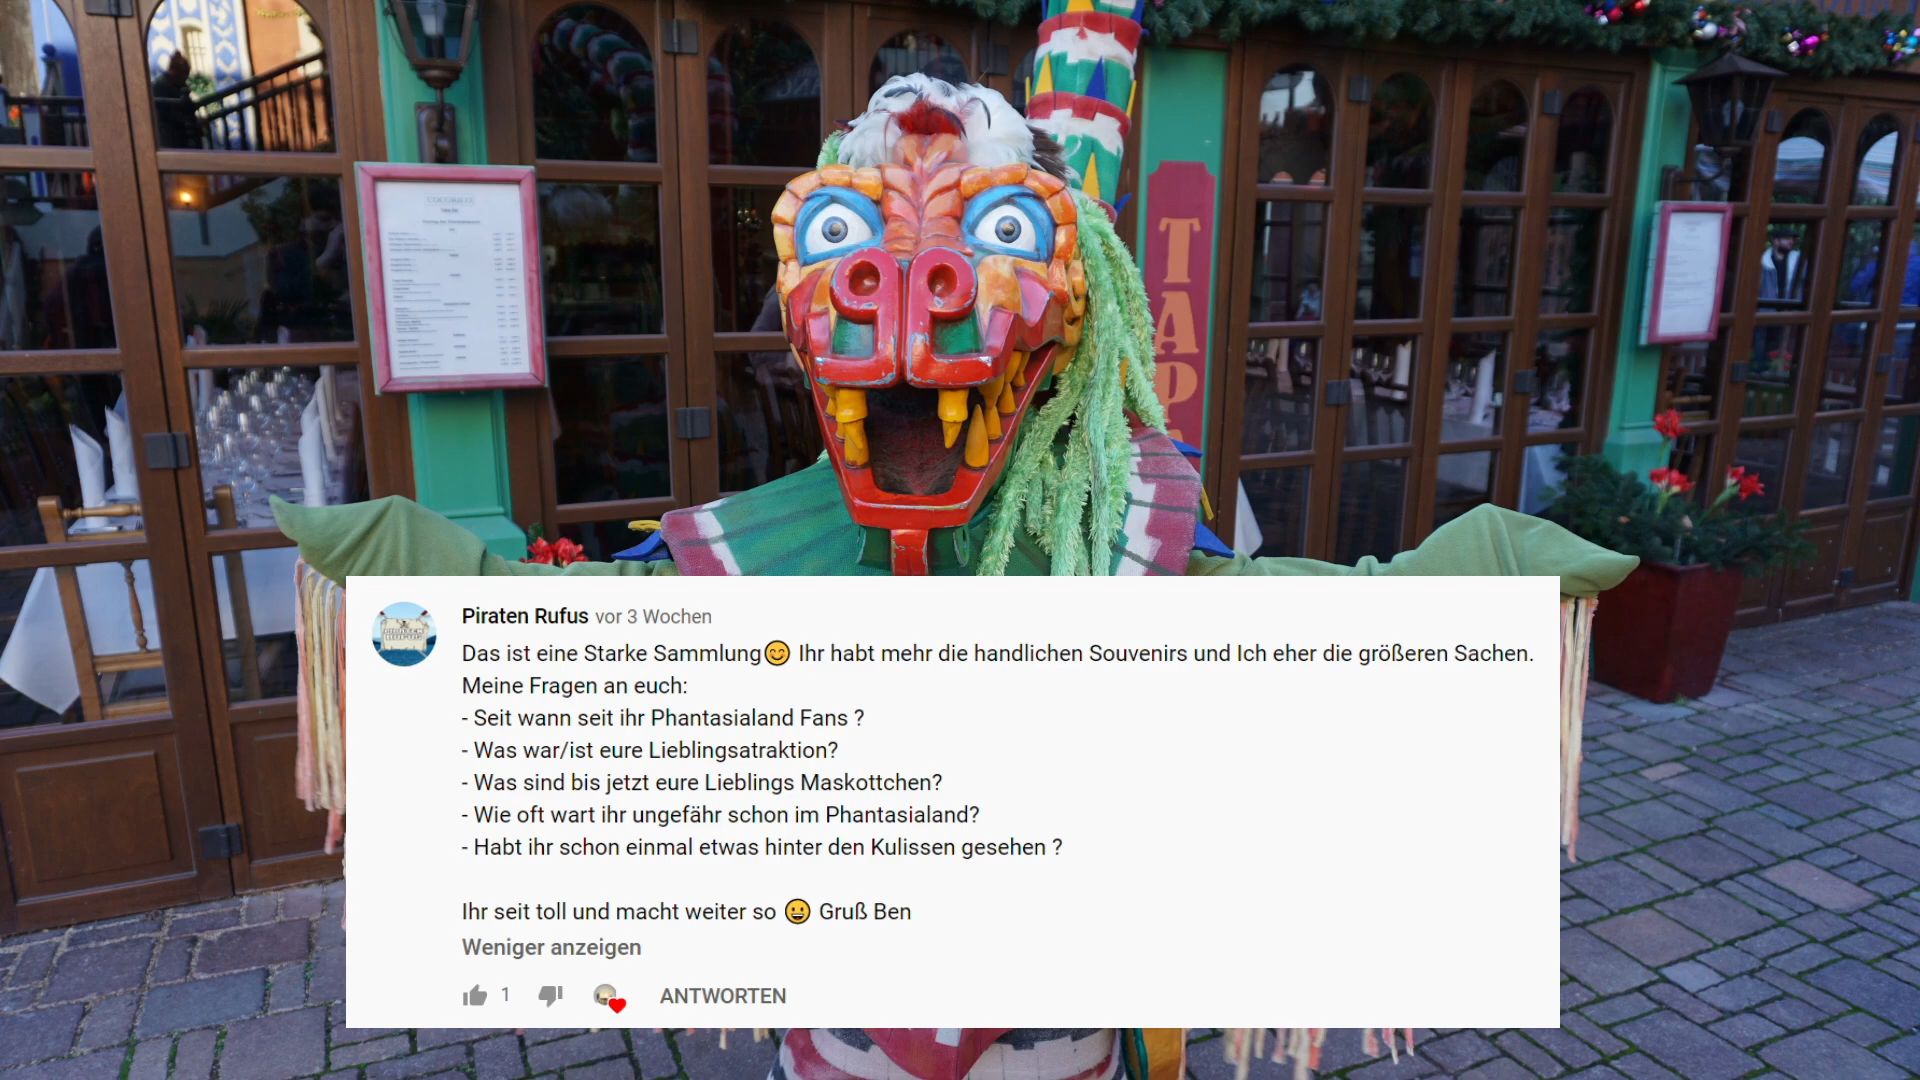 COCORICO
TAPA
Piraten Rufus vor 3 Wochen
Das ist eine Starke Sammlung😊 Ihr habt mehr die handlichen Souvenirs und Ich eher die größeren Sachen.
Meine Fragen an euch:
- Seit wann seit ihr Phantasialand Fans ?
- Was war/ist eure Lieblingsatraktion?
- Was sind bis jetzt eure Lieblings Maskottchen?
- Wie oft wart ihr ungefähr schon im Phantasialand?
- Habt ihr schon einmal etwas hinter den Kulissen gesehen ?
Ihr seit toll und macht weiter so 😀 Gruß Ben
Weniger anzeigen
1 ANTWORTEN